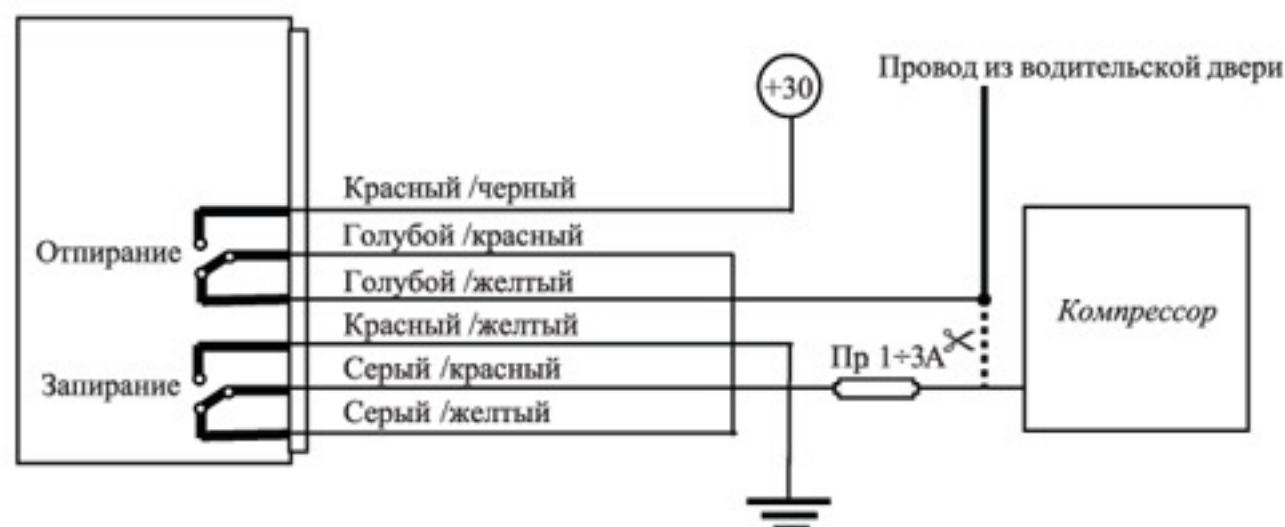 +30
Провод из водительской двери
Красный /черный
Голубой /красный
Отпирание
Голубой /желтый
Красный /желтый
Компрессор
Пр 1÷3А
Серый /красный
Запирание
Серый /желтый